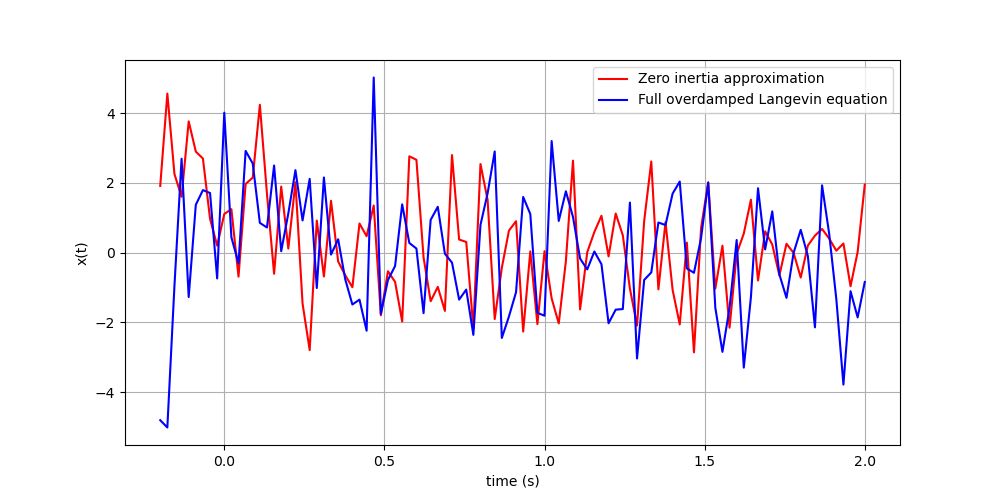 Zero inertia approximation
Full overdamped Langevin equation
4
2
0
−2
−4
x(t)
0.0 0.5 1.0 1.5 2.0
time (s)